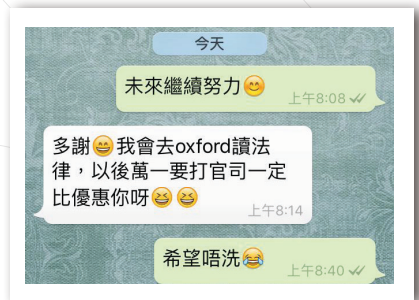 今天
未來繼續努力😊
上午8:08
多謝😄我會去oxford讀法
律，以後萬一要打官司一定
比優惠你呀😆😆
上午8:14
希望唔洗😂
上午8:40